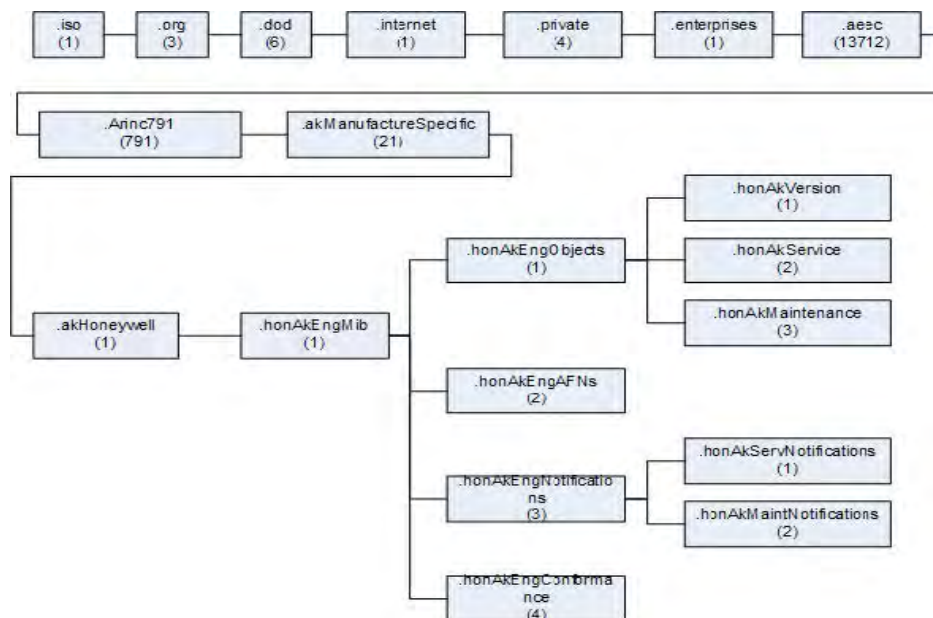 .iso
(1)
.org
(3)
.dod
(6)
.internet
(1)
.private
(4)
.enterprises
(1)
.aeec
(13712)
.Arinc791
(791)
.akManufactureSpecific
(21)
.akHoneywell
(1)
.honAkEngMib
(1)
.honAkEngObjects
(1)
.honAkVersion
(1)
.honAkService
(2)
.honAkMaintenance
(3)
.honAkEngAFNs
(2)
.honAkEngNotificatio
ns
(3)
.honAkServNotifications
(1)
.honAkMaintNotifications
(2)
.honAkEngConforma
nce
(4)